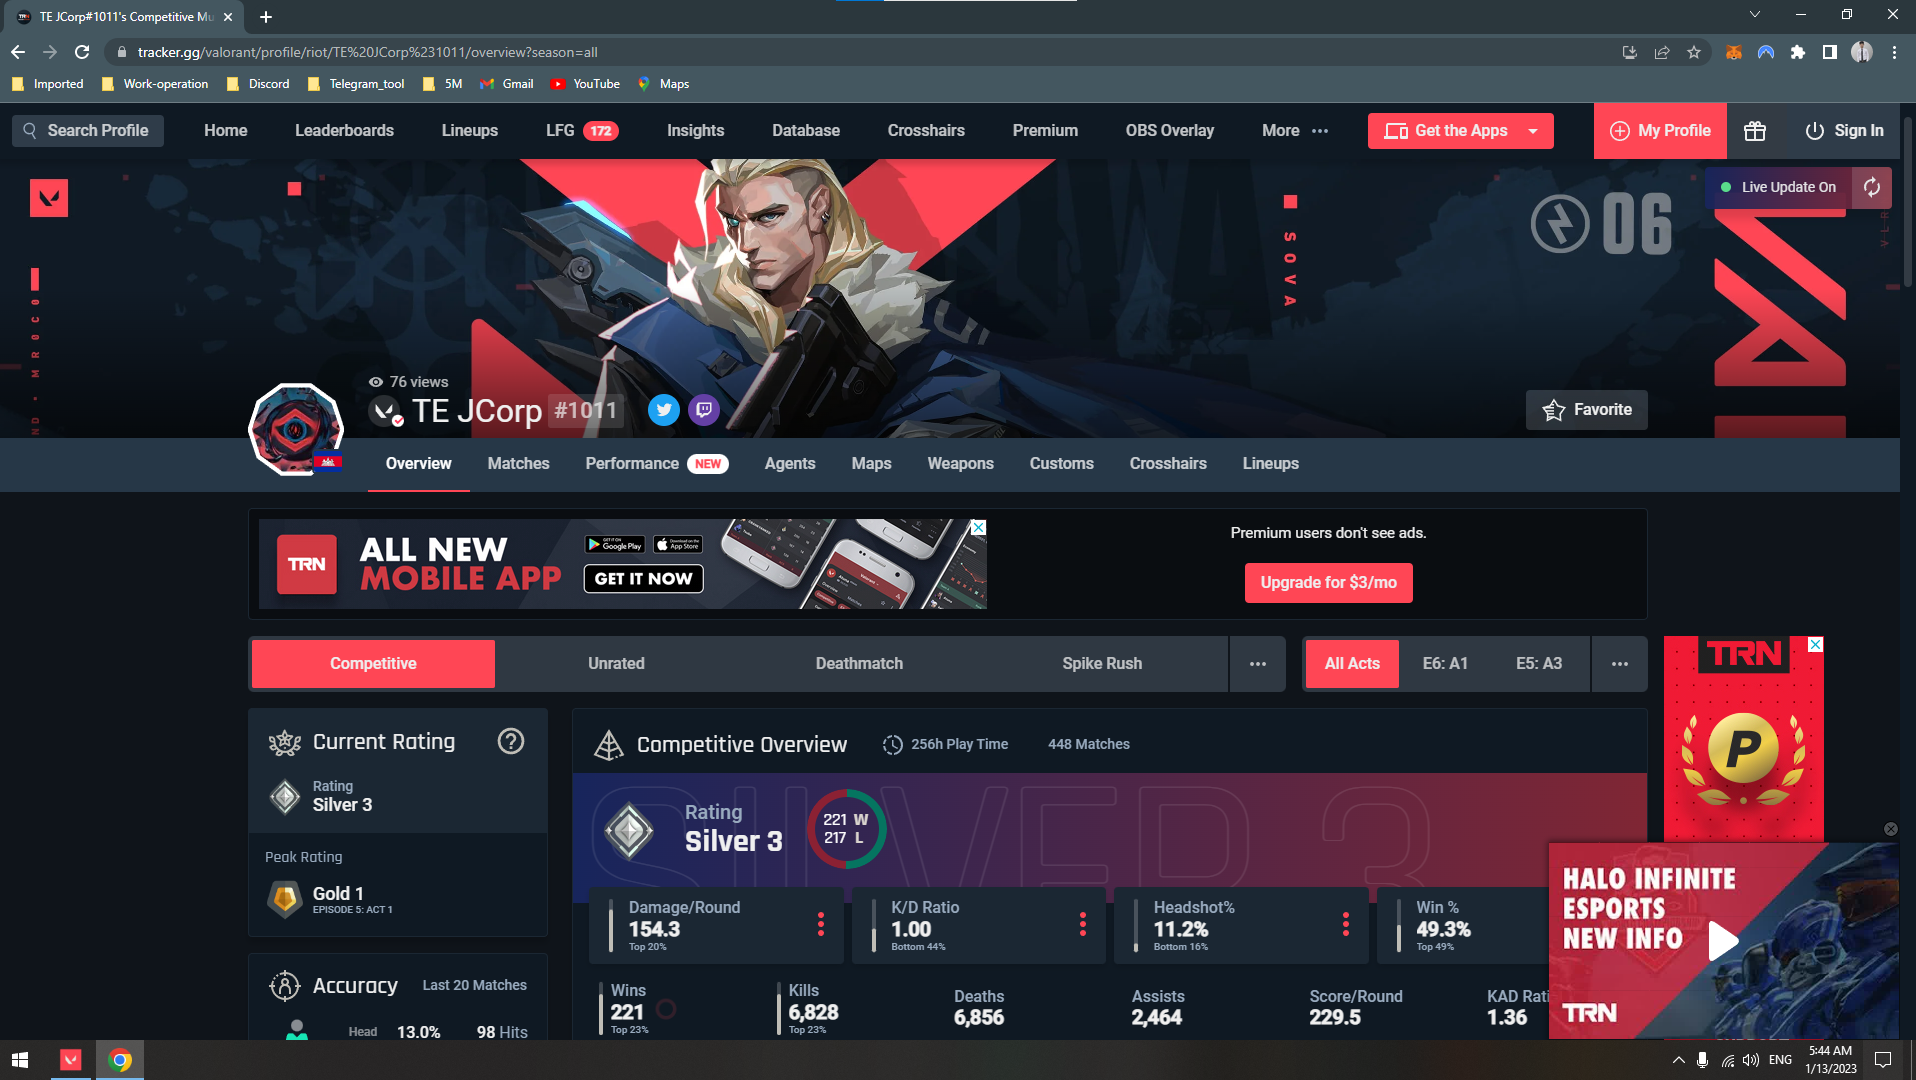 TE JCorp#1011's Competitive Mu
tracker.gg/valorant/profile/riot/TE%20JCorp%231011/overview?season=all
Imported Work-operation Discord Telegram_tool 5M Gmail YouTube Maps
Search Profile Home Leaderboards Lineups LFG 172 Insights Database Crosshairs Premium OBS Overlay More Get the Apps My Profile Sign In
Live Update On
06
SOVA
76 views
TE JCorp #1011
Favorite
Overview Matches Performance NEW Agents Maps Weapons Customs Crosshairs Lineups
TRN
ALL NEW
MOBILE APP
GET IT ON
Google Play
Download on the
App Store
GET IT NOW
Premium users don't see ads.
Upgrade for $3/mo
Competitive Unrated Deathmatch Spike Rush
All Acts E6: A1 E5: A3
TRN
P
Current Rating
Rating
Silver 3
Peak Rating
Gold 1
EPISODE 5: ACT 1
Accuracy Last 20 Matches
Head 13.0% 98 Hits
Competitive Overview 256h Play Time 448 Matches
SILVER 3
Rating
Silver 3
221 W
217 L
Damage/Round
154.3
Top 20%
K/D Ratio
1.00
Bottom 44%
Headshot%
11.2%
Bottom 16%
Win %
49.3%
Top 49%
Wins
221
Top 23%
Kills
6,828
Top 23%
Deaths
6,856
Assists
2,464
Score/Round
229.5
KAD Rati
1.36
HALO INFINITE
ESPORTS
NEW INFO
TRN
ENG
5:44 AM
1/13/2023